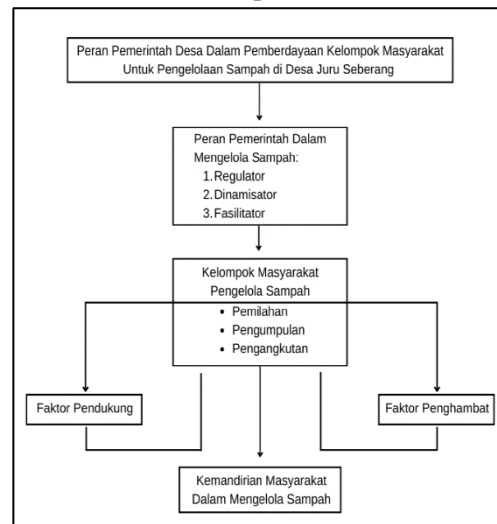 Peran Pemerintah Desa Dalam Pemberdayaan Kelompok Masyarakat
Untuk Pengelolaan Sampah di Desa Juru Seberang
Peran Pemerintah Dalam
Mengelola Sampah:
1. Regulator
2. Dinamisator
3. Fasilitator
Kelompok Masyarakat
Pengelola Sampah
• Pemilahan
• Pengumpulan
• Pengangkutan
Faktor Pendukung
Faktor Penghambat
Kemandirian Masyarakat
Dalam Mengelola Sampah